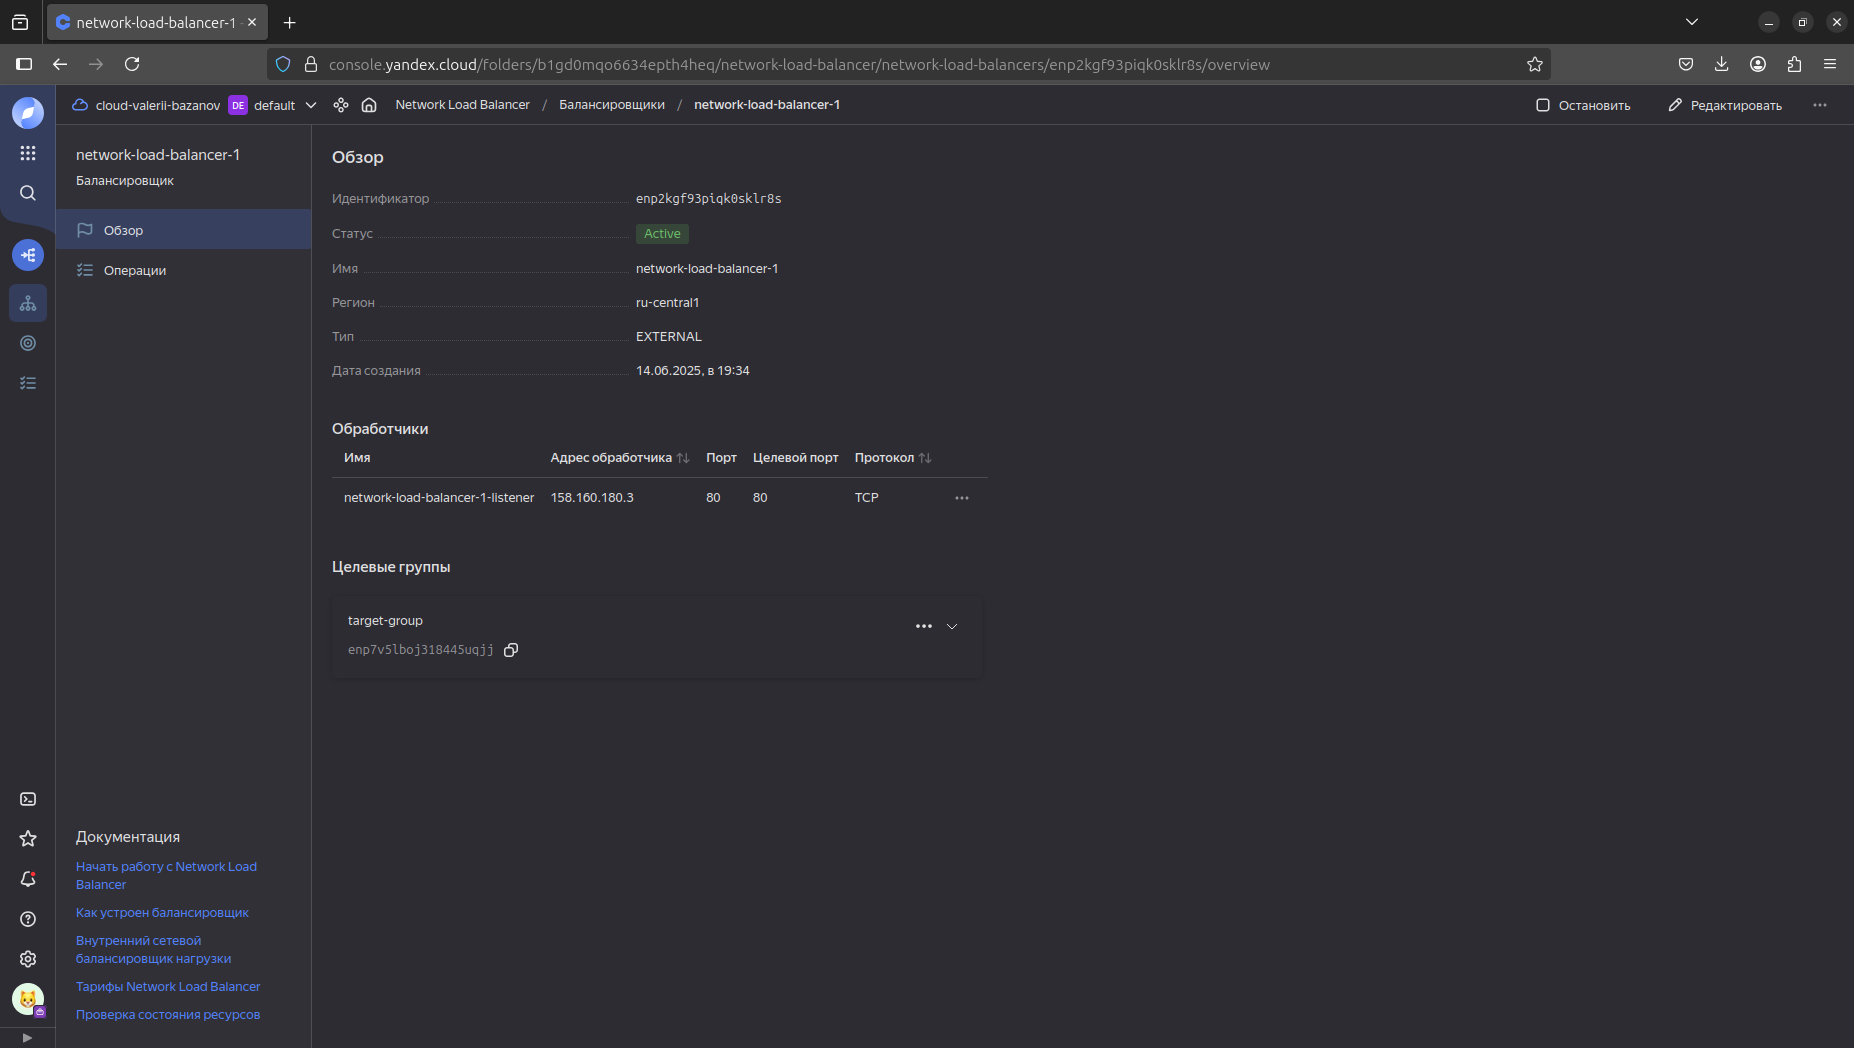 network-load-balancer-1
console.yandex.cloud/folders/b1gd0mqo6634epth4heq/network-load-balancer/network-load-balancers/enp2kgf93piqk0sklr8s/overview
cloud-valerii-bazanov DE default Network Load Balancer / Балансировщики / network-load-balancer-1 Остановить Редактировать
network-load-balancer-1
Балансировщик
Обзор
Операции
Обзор
Идентификатор enp2kgf93piqk0sklr8s
Статус Active
Имя network-load-balancer-1
Регион ru-central1
Тип EXTERNAL
Дата создания 14.06.2025, в 19:34
Обработчики
Имя Адрес обработчика Порт Целевой порт Протокол
network-load-balancer-1-listener 158.160.180.3 80 80 TCP
Целевые группы
target-group
enp7v5lboj318445uqjj
Документация
Начать работу с Network Load
Balancer
Как устроен балансировщик
Внутренний сетевой
балансировщик нагрузки
Тарифы Network Load Balancer
Проверка состояния ресурсов